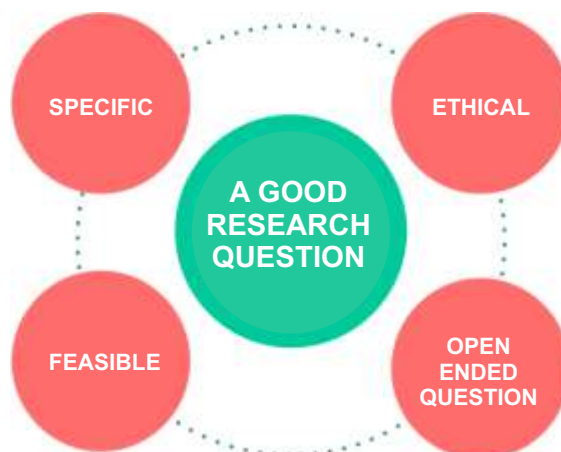 SPECIFIC
ETHICAL
A GOOD
RESEARCH
QUESTION
FEASIBLE
OPEN
ENDED
QUESTION